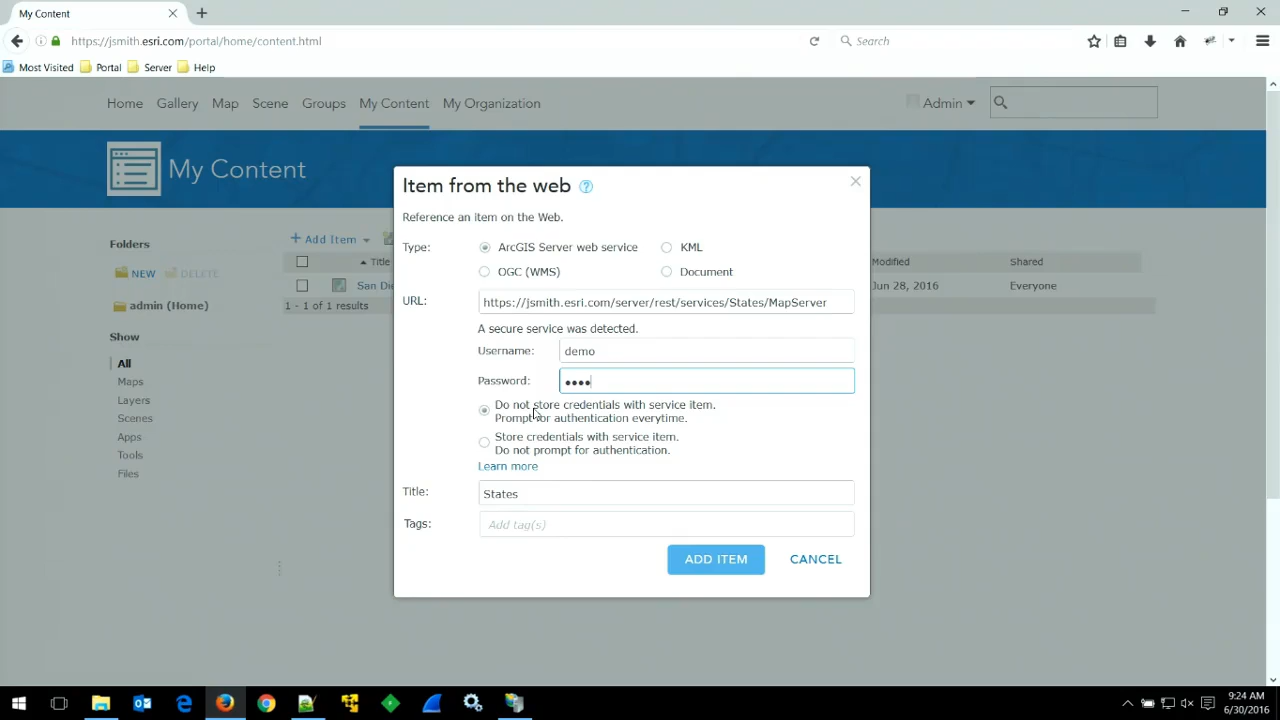 My Content
https://jsmith.esri.com/portal/home/content.html
Search
Most Visited Portal Server Help
Home Gallery Map Scene Groups My Content My Organization Admin
My Content
Item from the web
Reference an item on the Web.
Folders
Add Item
Type: ArcGIS Server web service KML
Title Modified Shared
NEW DELETE
OGC (WMS) Document
San Die Jun 28, 2016 Everyone
admin (Home)
1 - 1 of 1 results
URL: https://jsmith.esri.com/server/rest/services/States/MapServer
A secure service was detected.
Show
Username: demo
All
Maps
Password: ••••
Layers
Do not store credentials with service item.
Prompt for authentication everytime.
Scenes
Apps
Store credentials with service item.
Do not prompt for authentication.
Tools
Learn more
Files
Title: States
Tags: Add tag(s)
ADD ITEM CANCEL
9:24 AM
6/30/2016